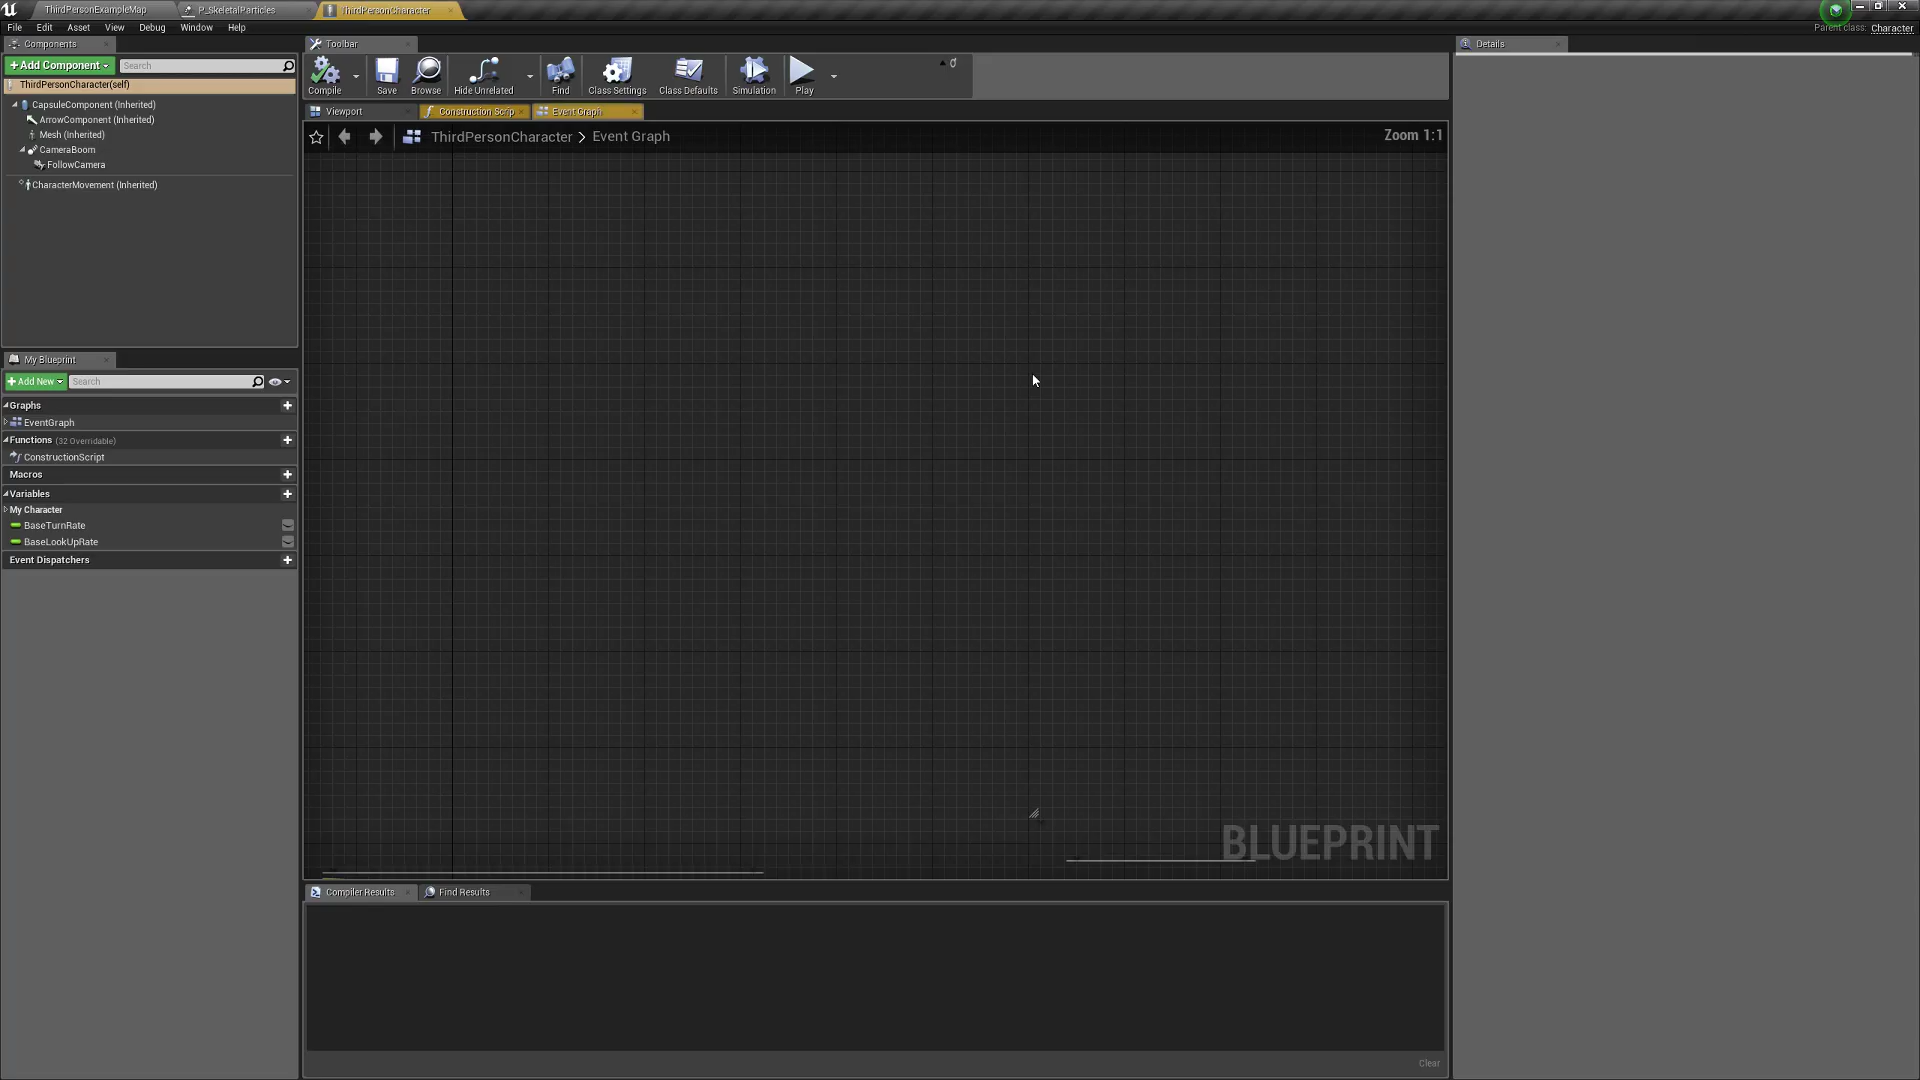 ThirdPersonExampleMap
P_SkeletalParticles
ThirdPersonCharacter
File Edit Asset View Debug Window Help
Parent class: Character
Components
Toolbar
Details
+Add Component
Search
ThirdPersonCharacter(self)
CapsuleComponent (Inherited)
ArrowComponent (Inherited)
Mesh (Inherited)
CameraBoom
FollowCamera
CharacterMovement (Inherited)
Compile
Save
Browse
Hide Unrelated
Find
Class Settings
Class Defaults
Simulation
Play
Viewport
Construction Scrip
Event Graph
ThirdPersonCharacter > Event Graph
Zoom 1:1
My Blueprint
+Add New
Search
Graphs
EventGraph
Functions (32 Overridable)
ConstructionScript
Macros
Variables
My Character
BaseTurnRate
BaseLookUpRate
Event Dispatchers
BLUEPRINT
Compiler Results
Find Results
Clear